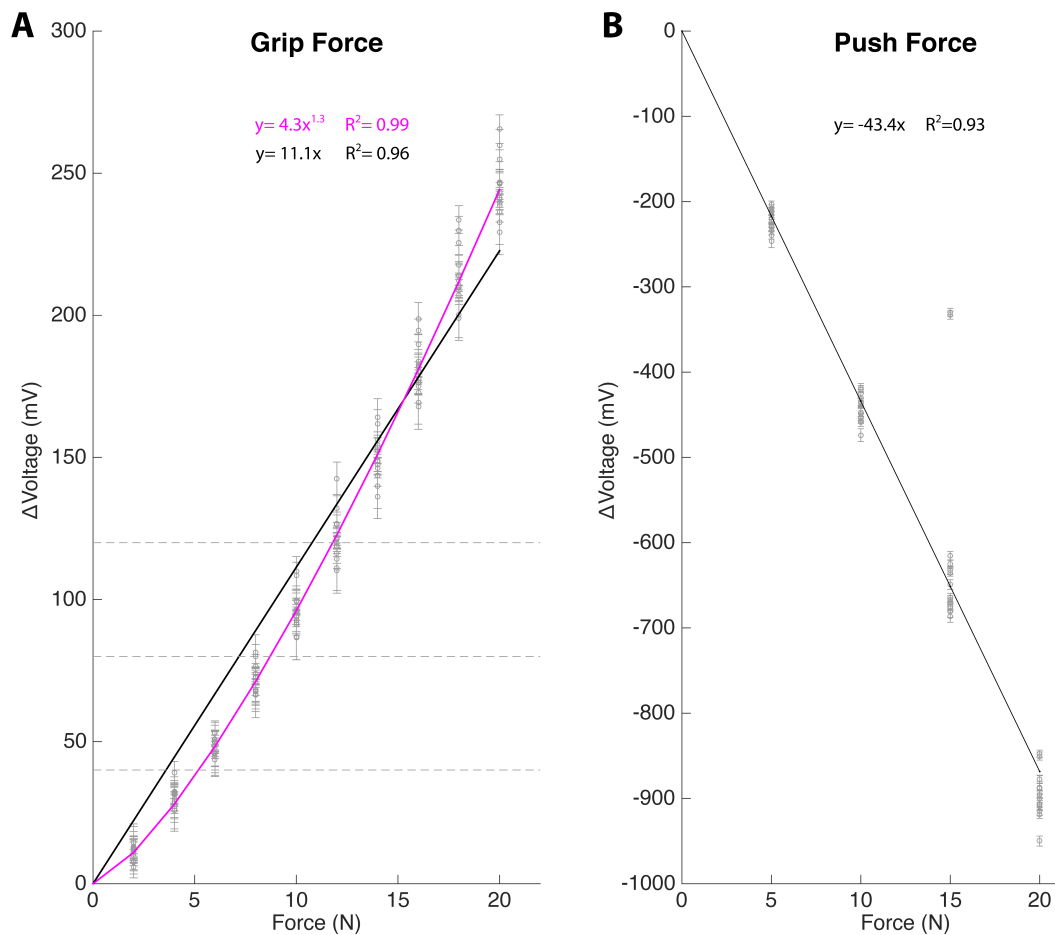 A
Grip Force
y= 4.3x^1.3 R^2= 0.99
y= 11.1x R^2= 0.96
300
250
200
150
100
50
0
ΔVoltage (mV)
0 5 10 15 20
Force (N)
B
Push Force
y= -43.4x R^2=0.93
0
-100
-200
-300
-400
-500
-600
-700
-800
-900
-1000
ΔVoltage (mV)
0 5 10 15 20
Force (N)